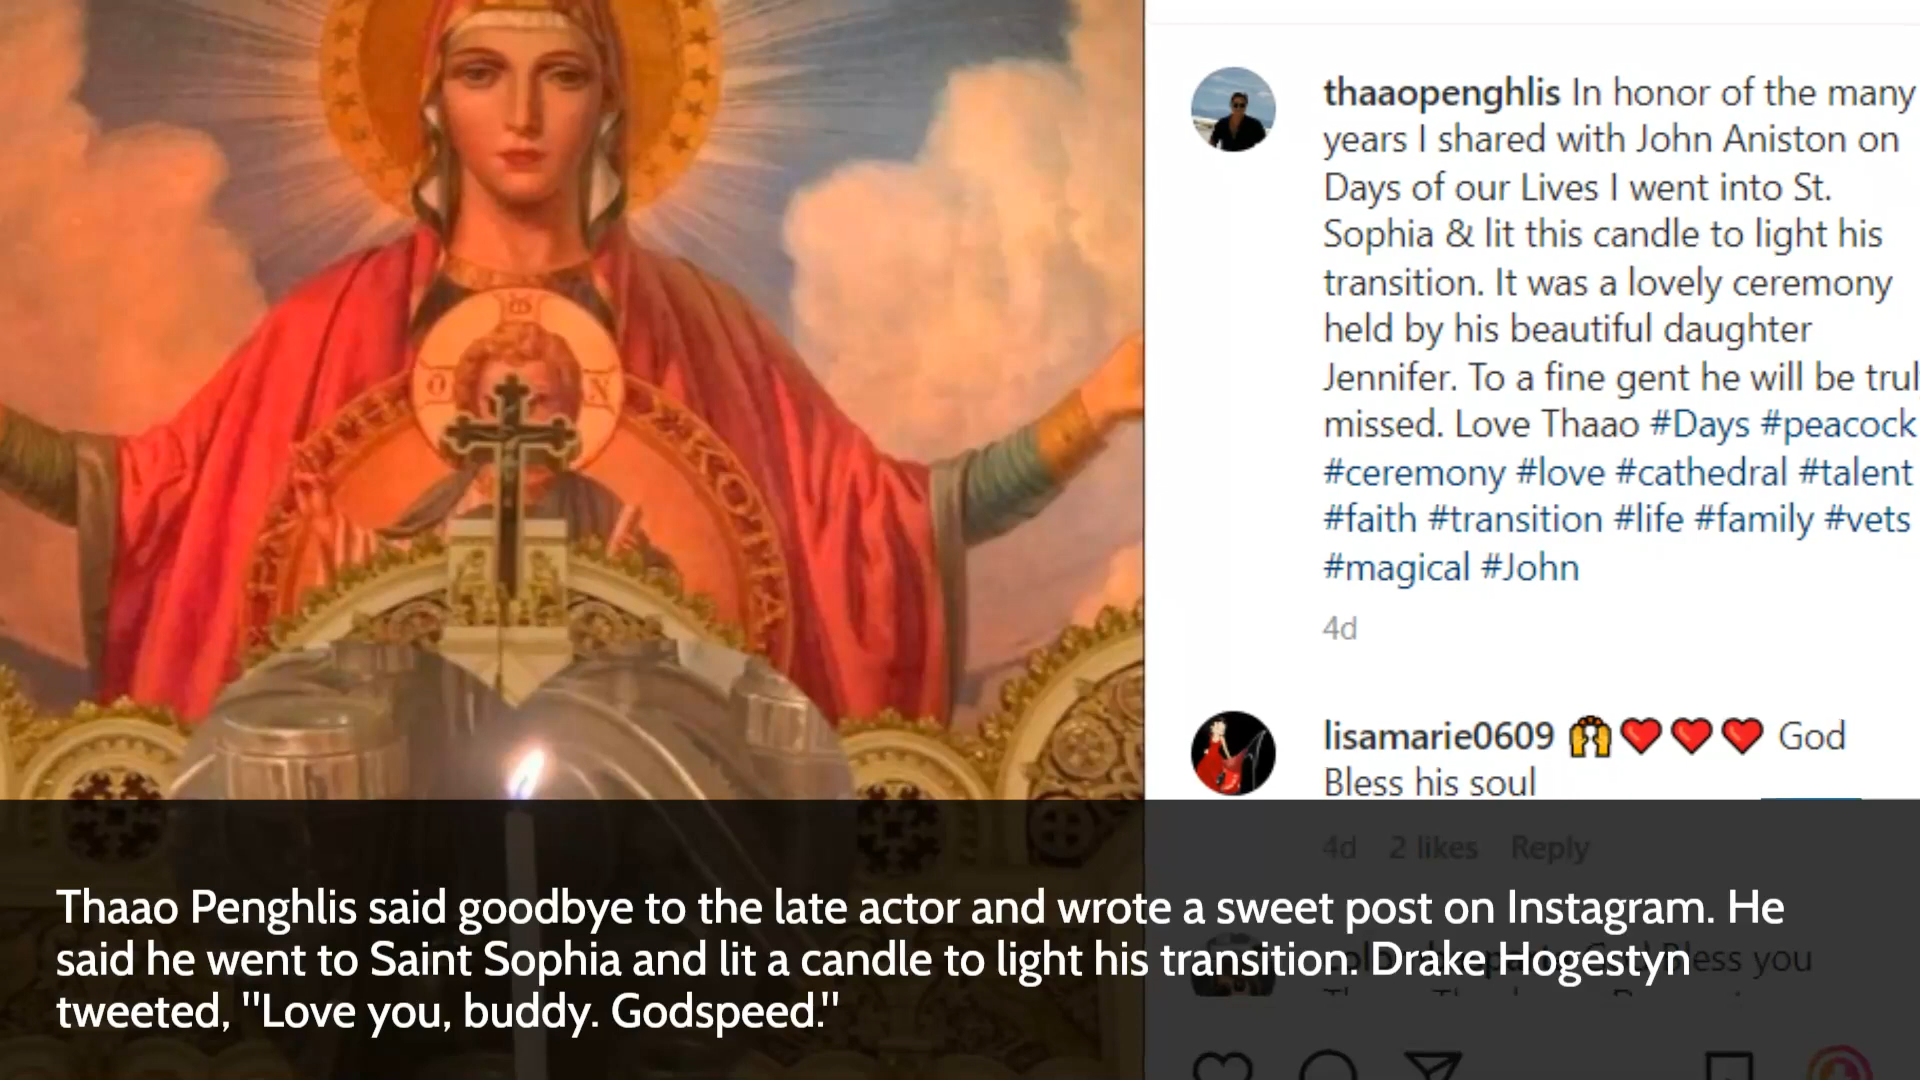 thaaopenghlis In honor of the many
years I shared with John Aniston on
Days of our Lives I went into St.
Sophia & lit this candle to light his
transition. It was a lovely ceremony
held by his beautiful daughter
Jennifer. To a fine gent he will be trul
missed. Love Thaao #Days #peacock
#ceremony #love #cathedral #talent
#faith #transition #life #family #vets
#magical #John
4d
lisamarie0609 🙌❤️❤️❤️ God
Bless his soul
4d 2 likes Reply
Bless you
Thaao Penghlis said goodbye to the late actor and wrote a sweet post on Instagram. He
said he went to Saint Sophia and lit a candle to light his transition. Drake Hogestyn
tweeted, "Love you, buddy. Godspeed."